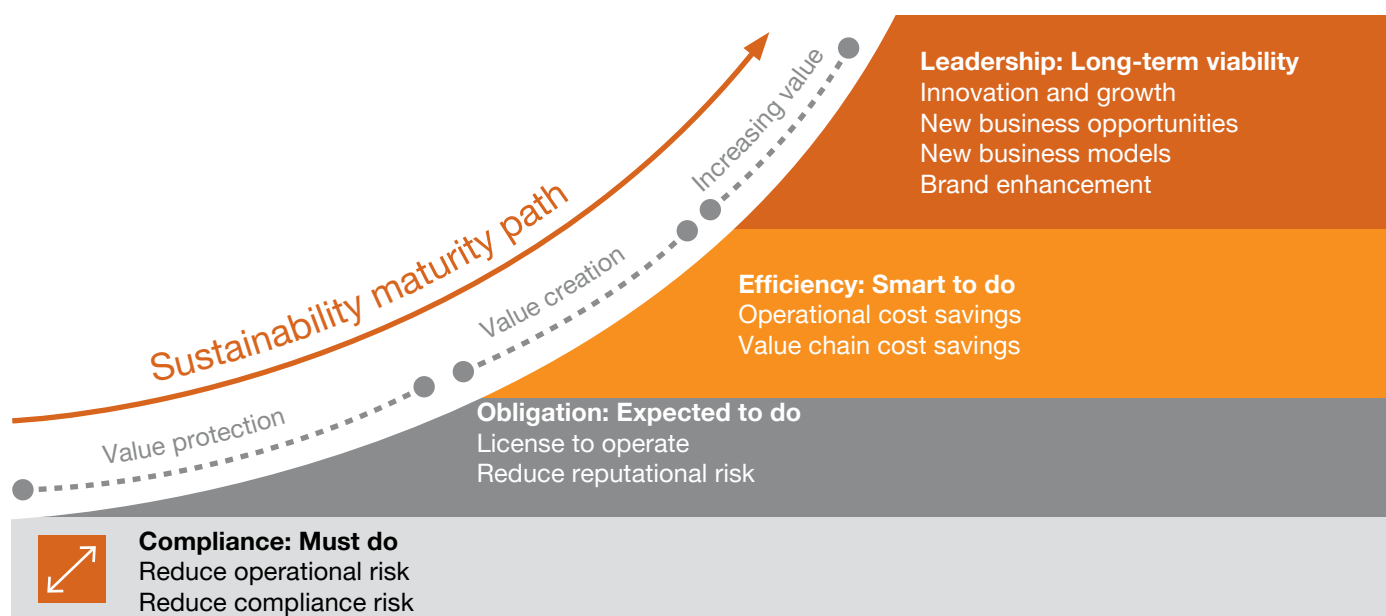 Leadership: Long-term viability
Innovation and growth
New business opportunities
New business models
Brand enhancement
Increasing value
Sustainability maturity path
Value creation
Efficiency: Smart to do
Operational cost savings
Value chain cost savings
Value protection
Obligation: Expected to do
License to operate
Reduce reputational risk
Compliance: Must do
Reduce operational risk
Reduce compliance risk